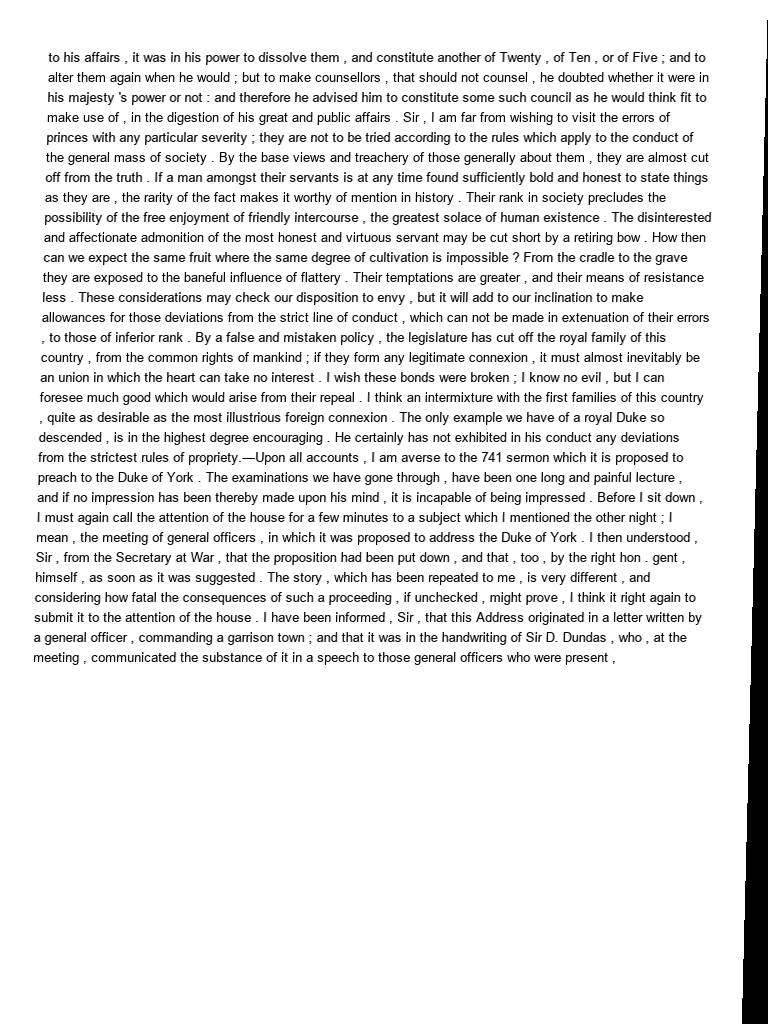 to his affairs , it was in his power to dissolve them , and constitute another of Twenty , of Ten , or of Five ; and to
alter them again when he would ; but to make counsellors , that should not counsel , he doubted whether it were in
his majesty 's power or not : and therefore he advised him to constitute some such council as he would think fit to
make use of , in the digestion of his great and public affairs . Sir , I am far from wishing to visit the errors of
princes with any particular severity ; they are not to be tried according to the rules which apply to the conduct of
the general mass of society . By the base views and treachery of those generally about them , they are almost cut
off from the truth . If a man amongst their servants is at any time found sufficiently bold and honest to state things
as they are , the rarity of the fact makes it worthy of mention in history . Their rank in society precludes the
possibility of the free enjoyment of friendly intercourse , the greatest solace of human existence . The disinterested
and affectionate admonition of the most honest and virtuous servant may be cut short by a retiring bow . How then
can we expect the same fruit where the same degree of cultivation is impossible ? From the cradle to the grave
they are exposed to the baneful influence of flattery . Their temptations are greater , and their means of resistance
less . These considerations may check our disposition to envy , but it will add to our inclination to make
allowances for those deviations from the strict line of conduct , which can not be made in extenuation of their errors
, to those of inferior rank . By a false and mistaken policy , the legislature has cut off the royal family of this
country , from the common rights of mankind ; if they form any legitimate connexion , it must almost inevitably be
an union in which the heart can take no interest . I wish these bonds were broken ; I know no evil , but I can
foresee much good which would arise from their repeal . I think an intermixture with the first families of this country
, quite as desirable as the most illustrious foreign connexion . The only example we have of a royal Duke so
descended , is in the highest degree encouraging . He certainly has not exhibited in his conduct any deviations
from the strictest rules of propriety.—Upon all accounts , I am averse to the 741 sermon which it is proposed to
preach to the Duke of York . The examinations we have gone through , have been one long and painful lecture ,
and if no impression has been thereby made upon his mind , it is incapable of being impressed . Before I sit down ,
I must again call the attention of the house for a few minutes to a subject which I mentioned the other night ; I
mean , the meeting of general officers , in which it was proposed to address the Duke of York . I then understood ,
Sir , from the Secretary at War , that the proposition had been put down , and that , too , by the right hon . gent ,
himself , as soon as it was suggested . The story , which has been repeated to me , is very different , and
considering how fatal the consequences of such a proceeding , if unchecked , might prove , I think it right again to
submit it to the attention of the house . I have been informed , Sir , that this Address originated in a letter written by
a general officer , commanding a garrison town ; and that it was in the handwriting of Sir D. Dundas , who , at the
meeting , communicated the substance of it in a speech to those general officers who were present ,